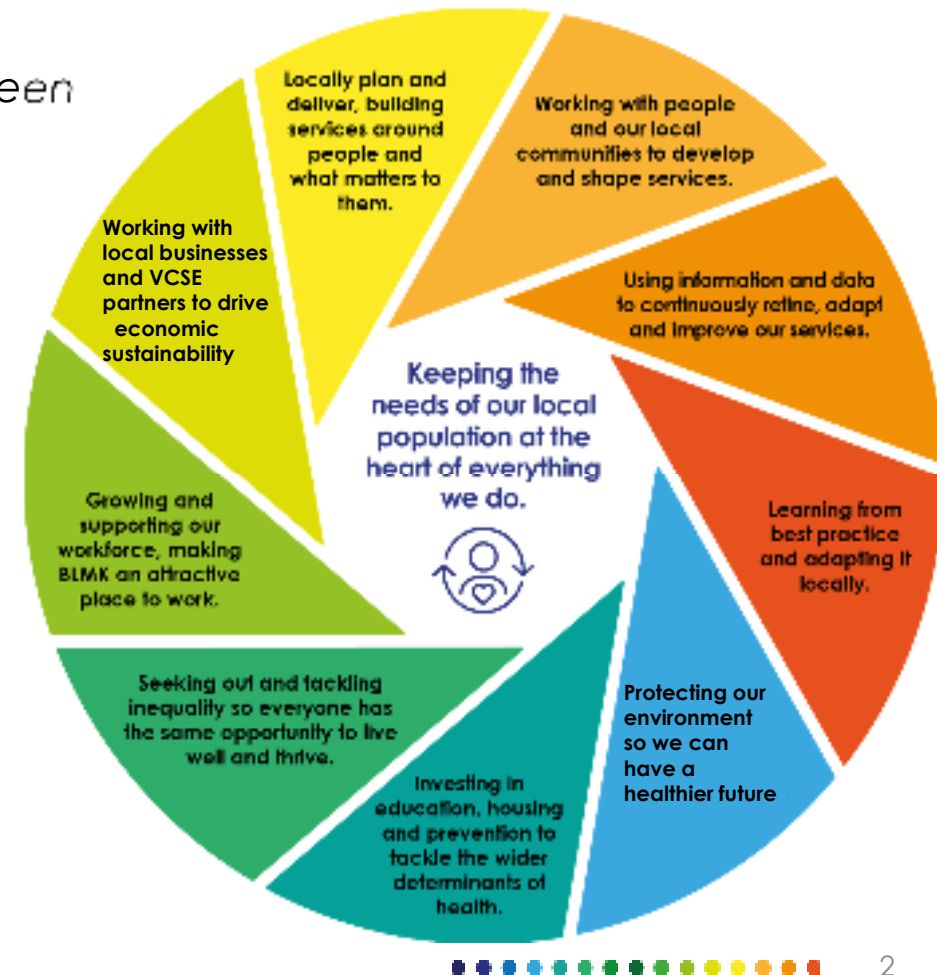 Locally plan and
deliver, building
services around
people and
what matters to
them.
Working with people
and our local
communities to develop
and shape services.
Using information and data
to continuously refine, adapt
and improve our services.
Learning from
best practice
and adapting it
locally.
Protecting our
environment
so we can
have a
healthier future
Investing in
education, housing
and prevention to
tackle the wider
determinants of
health.
Seeking out and tackling
inequality so everyone has
the same opportunity to live
well and thrive.
Growing and
supporting our
workforce, making
BLMK an attractive
place to work.
Working with
local businesses
and VCSE
partners to drive
economic
sustainability
Keeping the
needs of our local
population at the
heart of everything
we do.
2